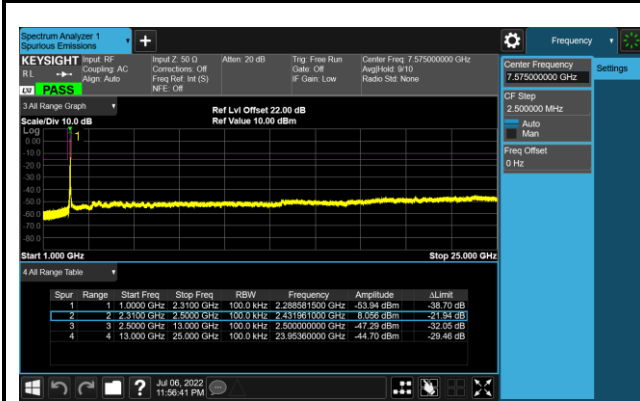 Spectrum Analyzer 1
Spurious Emissions
Frequency
KEYSIGHT Input: RF Input Z: 50 Ω Atten: 20 dB Trig: Free Run Center Freq: 7.575000000 GHz
Coupling: AC Corrections: Off Gate: Off Avg|Hold: 9/10
RL Align: Auto Freq Ref: Int (S) IF Gain: Low Radio Std: None
NFE: Off
LXI PASS
Center Frequency
7.575000000 GHz
Settings
CF Step
2.500000 MHz
Auto
Man
Freq Offset
0 Hz
3 All Range Graph
Ref Lvl Offset 22.00 dB
Scale/Div 10.0 dB Ref Value 10.00 dBm
Log
1
0.00
-10.0
-20.0
-30.0
-40.0
-50.0
-60.0
-70.0
-80.0
Start 1.000 GHz Stop 25.000 GHz
4 All Range Table
Spur Range Start Freq Stop Freq RBW Frequency Amplitude ΔLimit
1 1 1.0000 GHz 2.3100 GHz 100.0 kHz 2.288581500 GHz -53.94 dBm -38.70 dB
2 2 2.3100 GHz 2.5000 GHz 100.0 kHz 2.431961000 GHz 8.056 dBm -21.94 dB
3 3 2.5000 GHz 13.000 GHz 100.0 kHz 2.500000000 GHz -47.29 dBm -32.05 dB
4 4 13.000 GHz 25.000 GHz 100.0 kHz 23.95360000 GHz -44.70 dBm -29.46 dB
Jul 06, 2022
11:56:41 PM